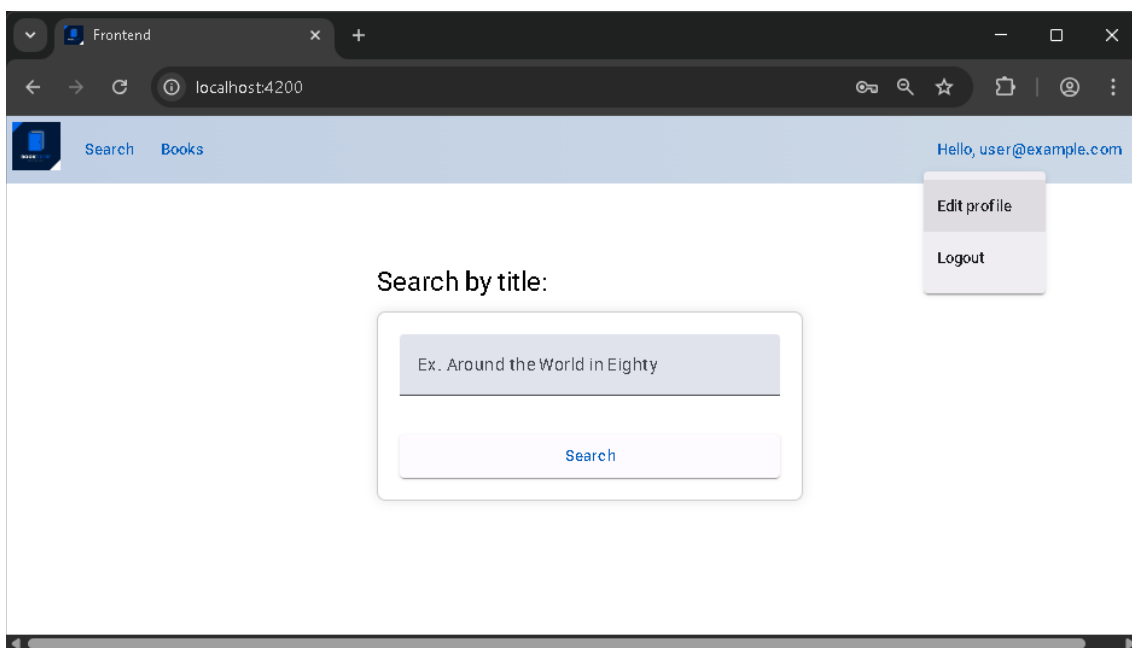 Frontend
localhost:4200
Search Books Hello, user@example.com
Edit profile
Logout
Search by title:
Ex. Around the World in Eighty
Search